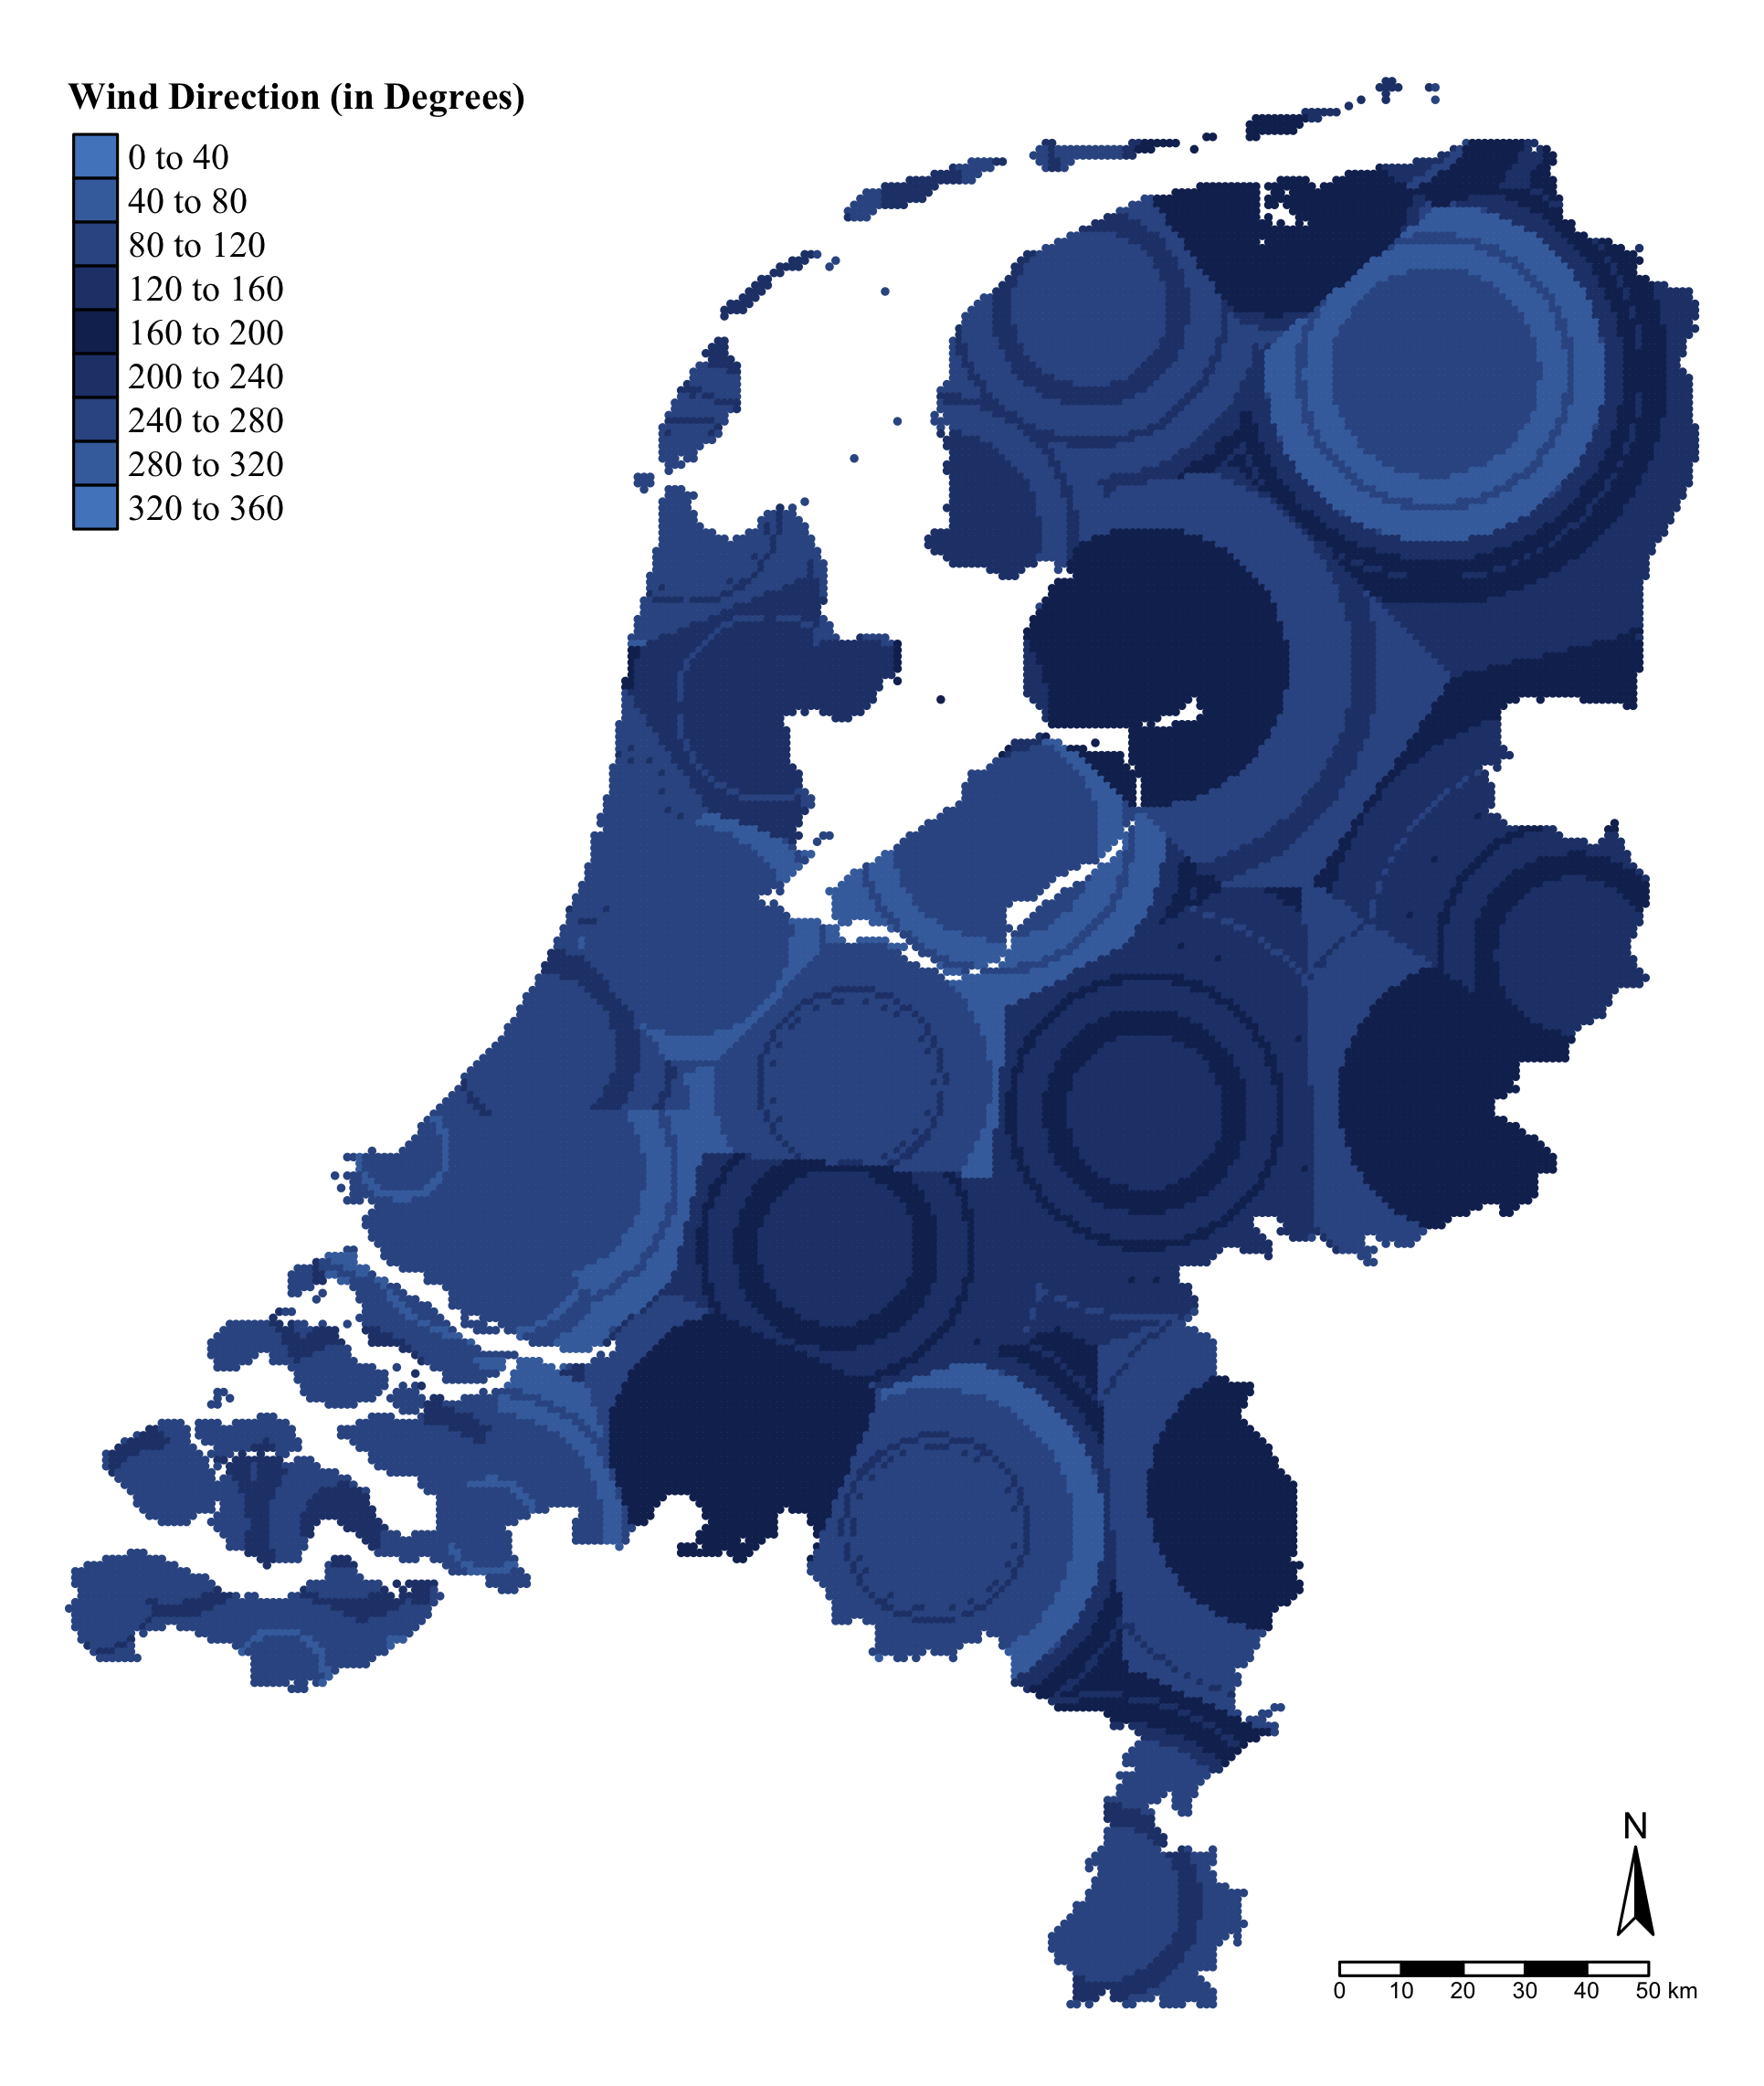 Wind Direction (in Degrees)
0 to 40
40 to 80
80 to 120
120 to 160
160 to 200
200 to 240
240 to 280
280 to 320
320 to 360
N
0 10 20 30 40 50 km